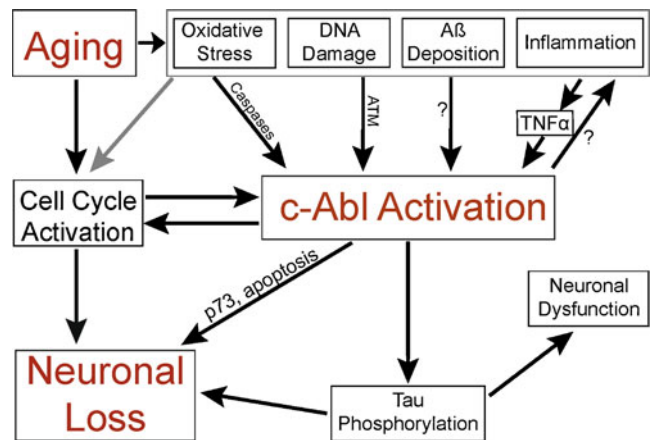 Aging
Oxidative
Stress
DNA
Damage
Aß
Deposition
Inflammation
Caspases
ATM
?
TNFα
?
Cell Cycle
Activation
c-Abl Activation
p73, apoptosis
Neuronal
Dysfunction
Neuronal
Loss
Tau
Phosphorylation